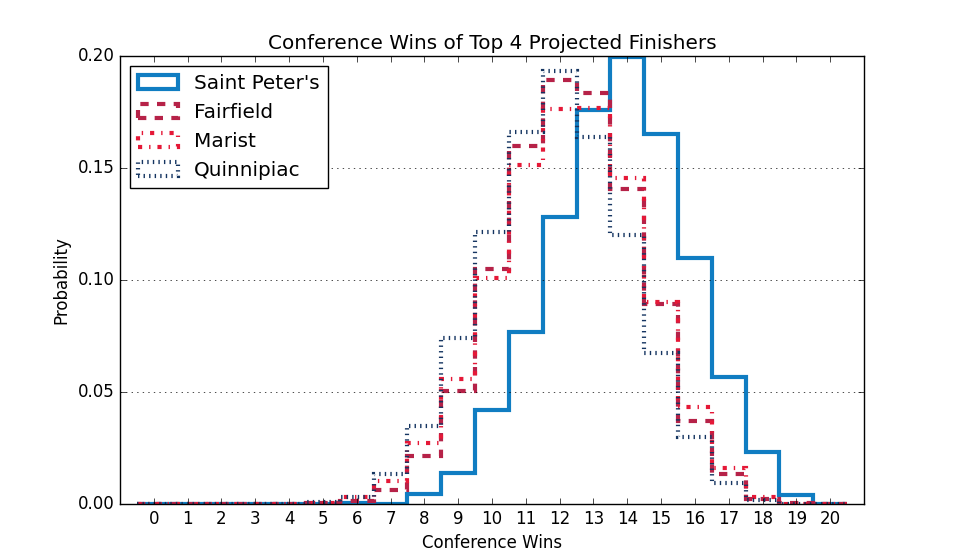 Conference Wins of Top 4 Projected Finishers
Saint Peter's
Fairfield
Marist
Quinnipiac
0.20
0.15
0.10
0.05
0.00
Probability
0 1 2 3 4 5 6 7 8 9 10 11 12 13 14 15 16 17 18 19 20
Conference Wins